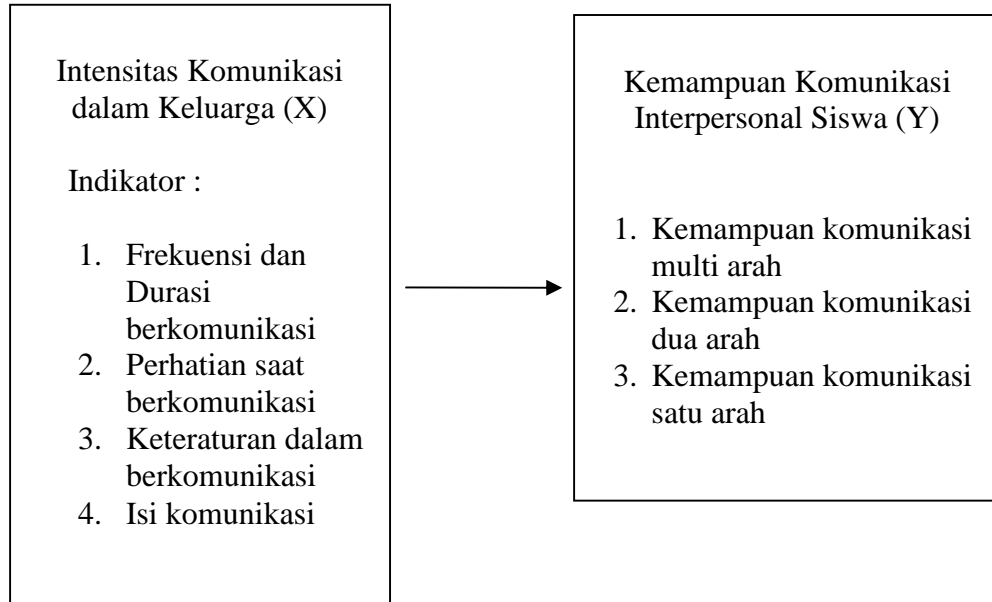 Intensitas Komunikasi
dalam Keluarga (X)
Indikator :
1. Frekuensi dan
Durasi
berkomunikasi
2. Perhatian saat
berkomunikasi
3. Keteraturan dalam
berkomunikasi
4. Isi komunikasi
Kemampuan Komunikasi
Interpersonal Siswa (Y)
1. Kemampuan komunikasi
multi arah
2. Kemampuan komunikasi
dua arah
3. Kemampuan komunikasi
satu arah